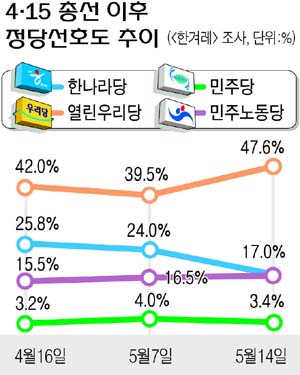 4·15 총선 이후
정당선호도 추이 (<한겨레> 조사, 단위:%)
한나라당 민주당
우리당 열린우리당 민주노동당
47.6%
42.0% 39.5%
25.8% 24.0% 17.0%
15.5% 16.5%
3.2% 4.0% 3.4%
4월16일 5월7일 5월14일